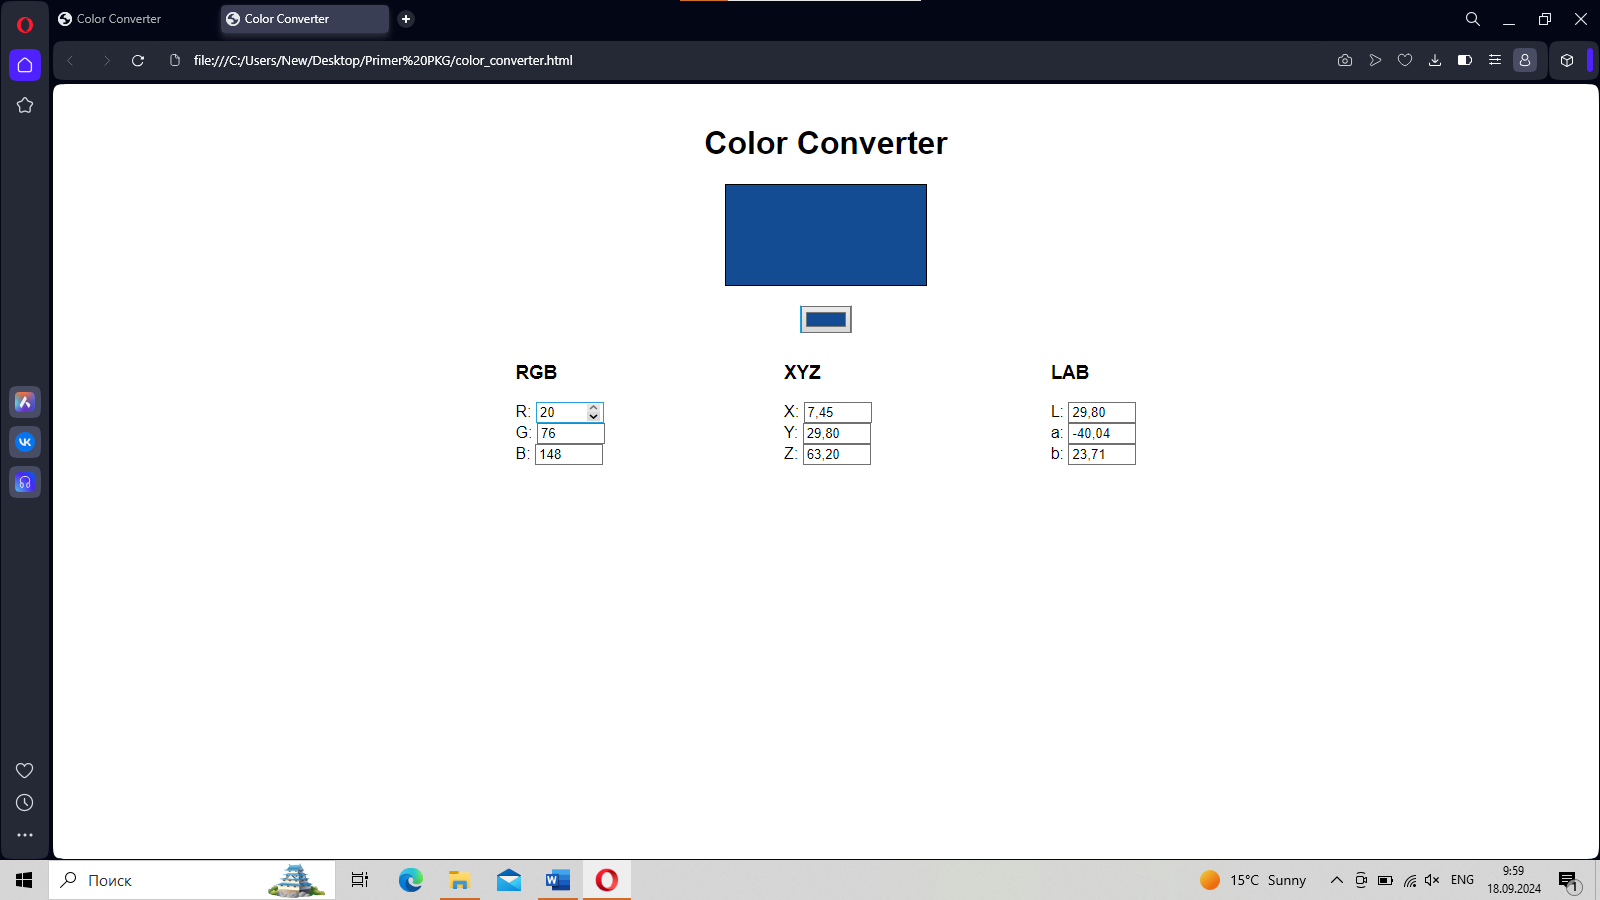 Color Converter
Color Converter
file:///C:/Users/New/Desktop/Primer%20PKG/color_converter.html
Color Converter
RGB
R: 20
G: 76
B: 148
XYZ
X: 7,45
Y: 29,80
Z: 63,20
LAB
L: 29,80
a: -40,04
b: 23,71
Поиск
15°C Sunny
ENG
9:59
18.09.2024
1